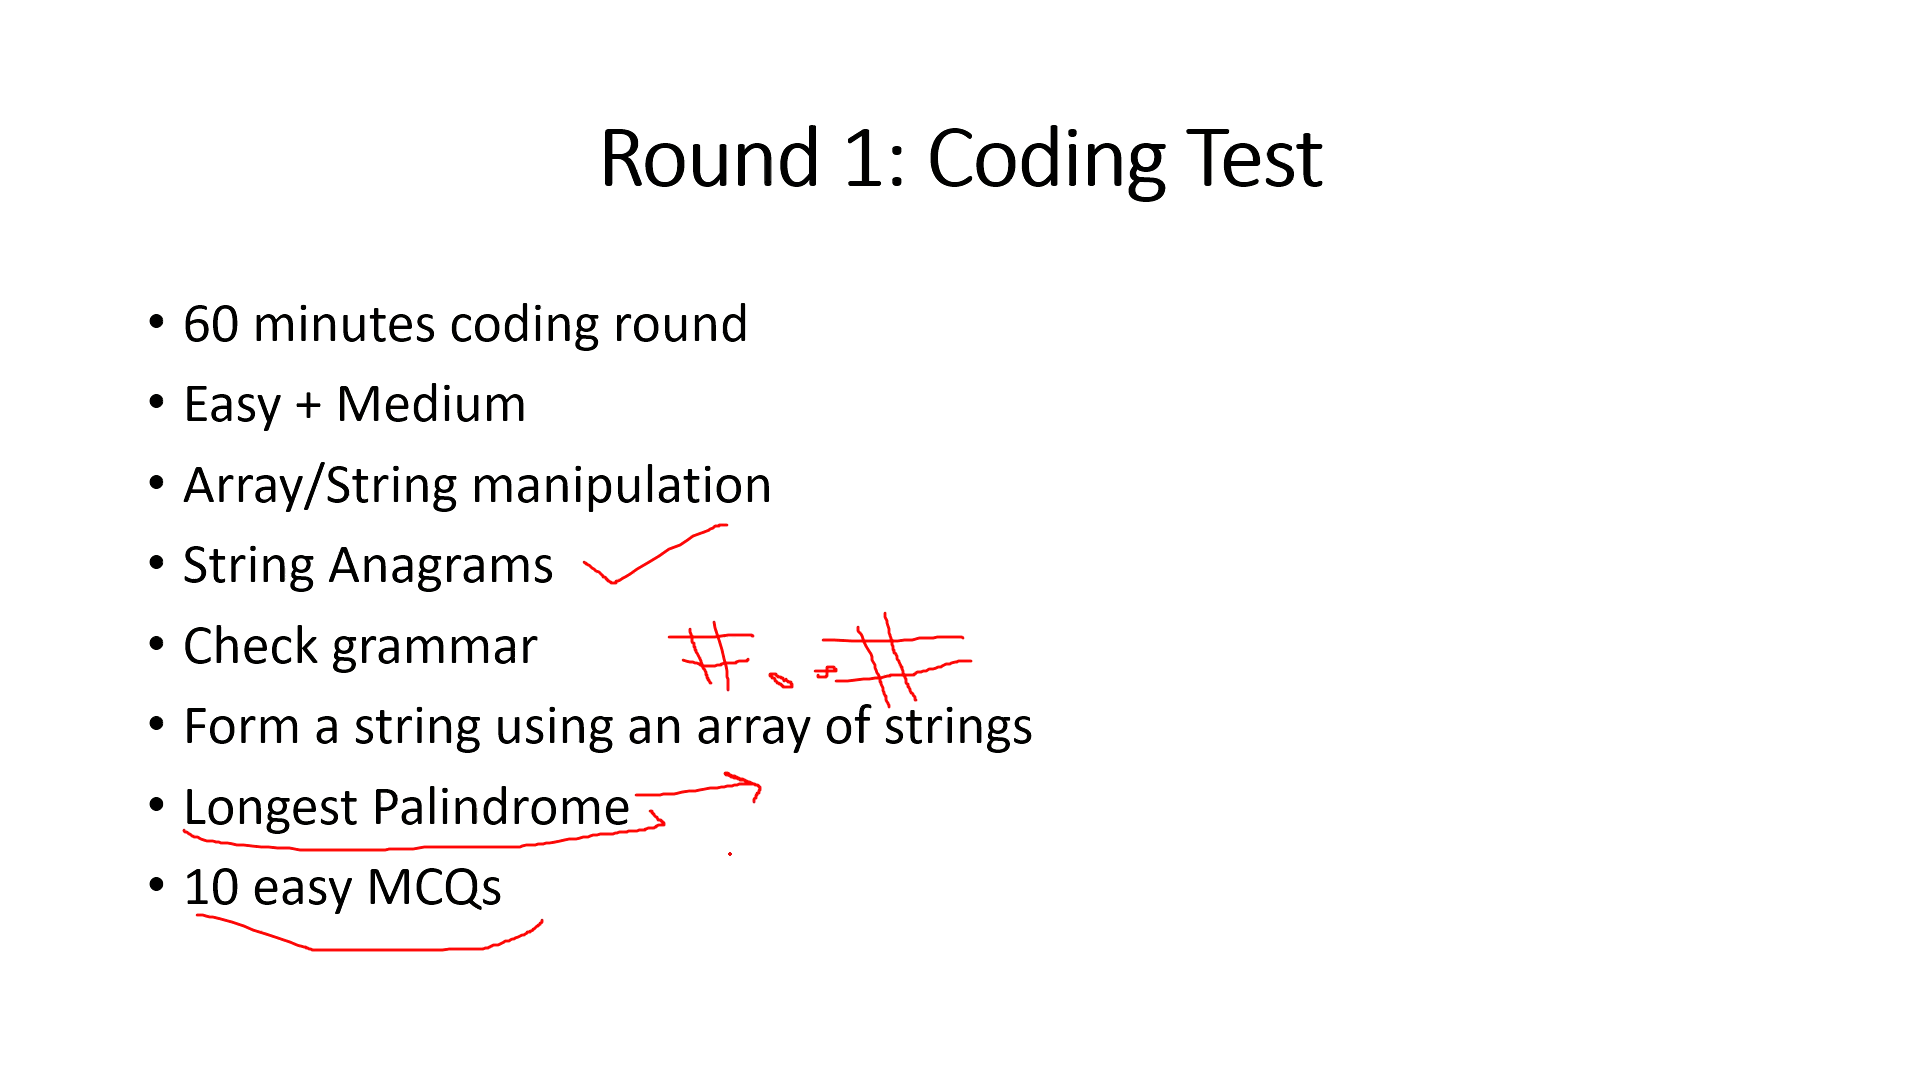 Round 1: Coding Test
• 60 minutes coding round
• Easy + Medium
• Array/String manipulation
• String Anagrams
• Check grammar # . . #
• Form a string using an array of strings
• Longest Palindrome
• 10 easy MCQs